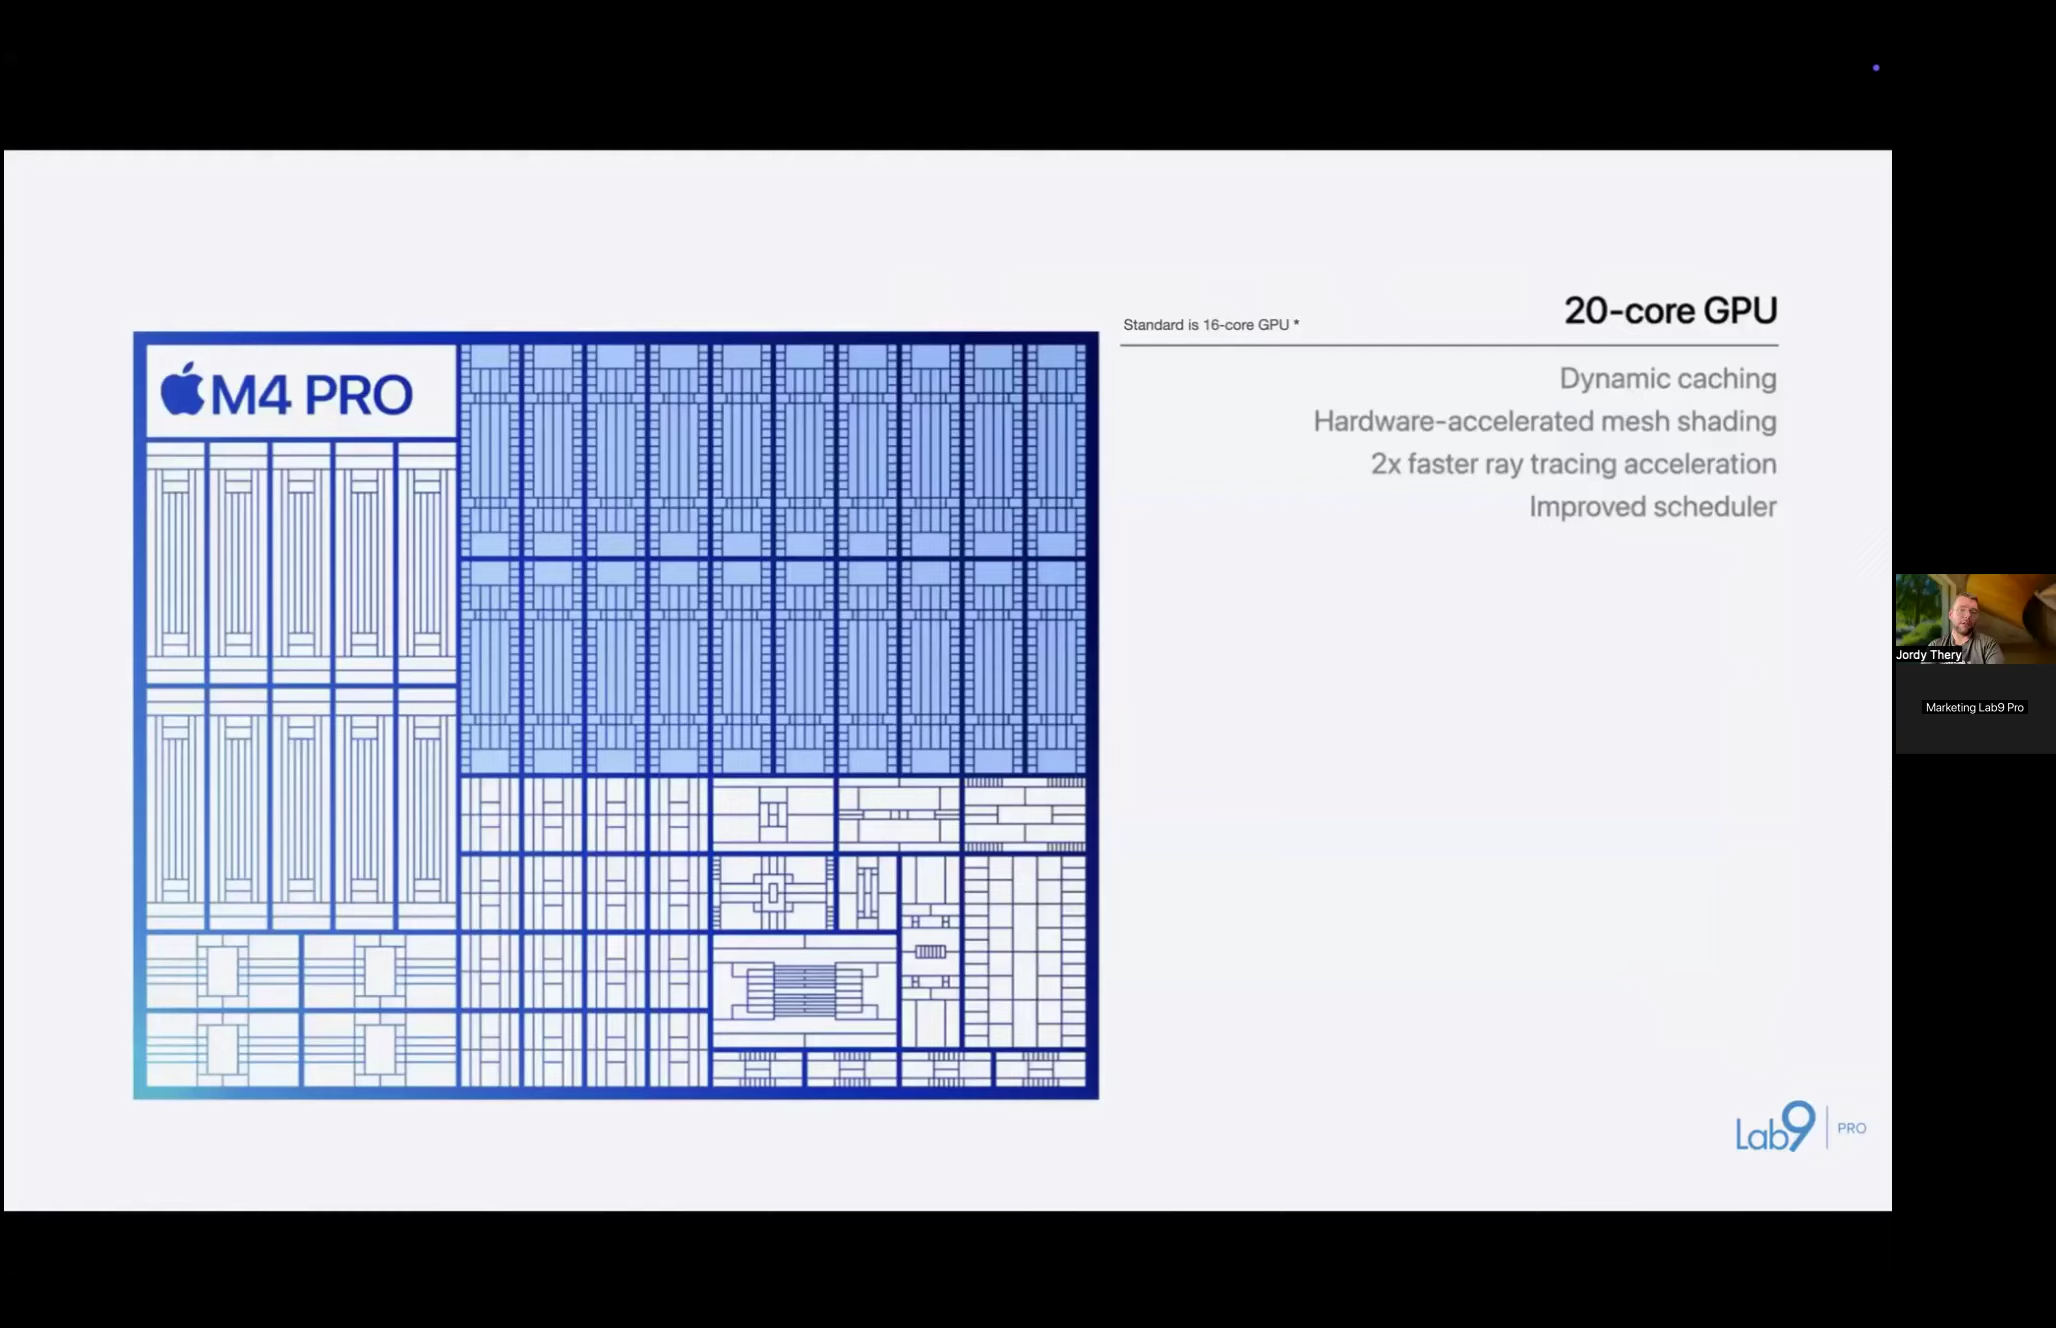 M4 PRO
Standard is 16-core GPU *
20-core GPU
Dynamic caching
Hardware-accelerated mesh shading
2x faster ray tracing acceleration
Improved scheduler
Jordy Thery
Marketing Lab9 Pro
Lab9 PRO